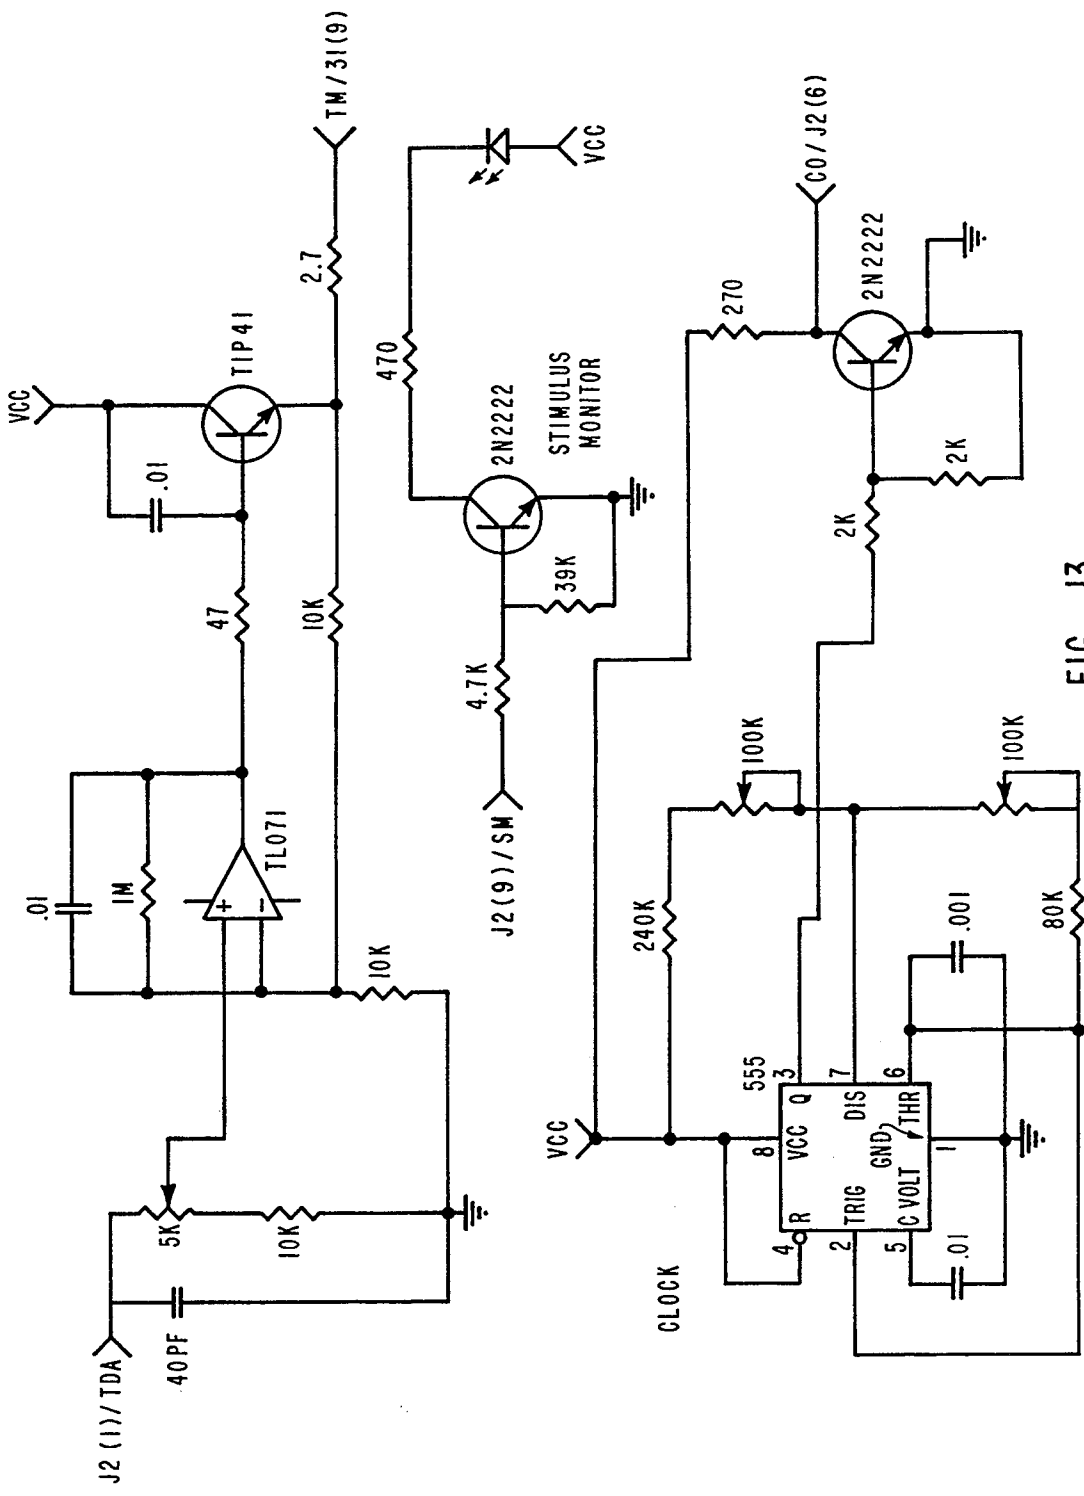 J2(1)/TDA
40PF
5K
10K
.01
1M
+
−
TL071
10K
47
10K
.01
VCC
TIP41
2.7
TM/31(9)
J2(9)/SM
4.7K
39K
2N2222
STIMULUS
MONITOR
470
VCC
CLOCK
VCC
555
4
R
8
VCC
3
Q
2
TRIG
7
DIS
GND
5
C VOLT
1
6
THR
.01
.001
240K
100K
100K
80K
2K
2K
270
2N2222
CO/J2(6)
FIG 13